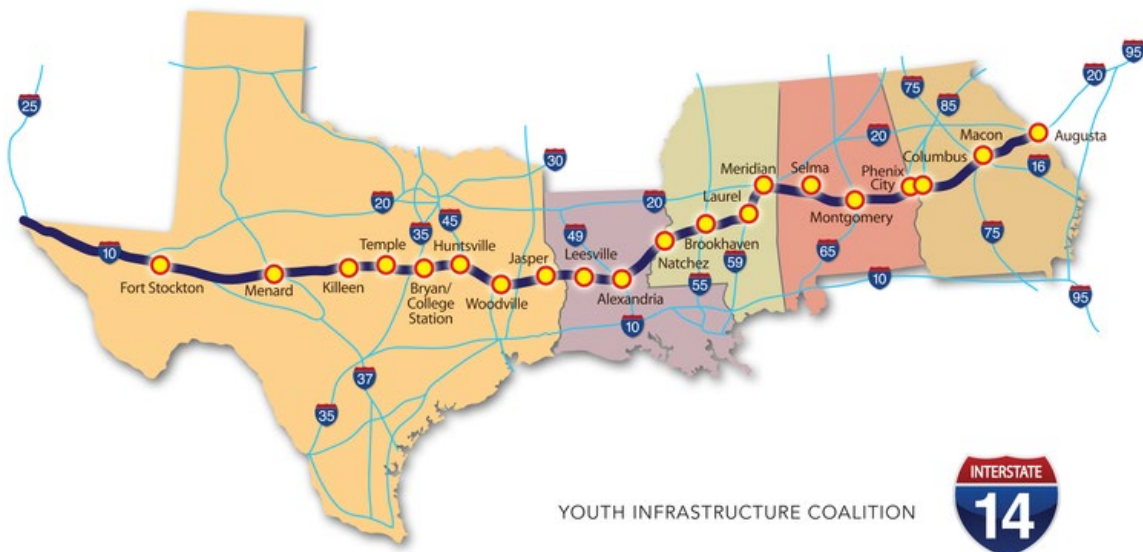 95
20
75
85
25
Macon
Augusta
20
Columbus
Meridian
Selma
Phenix
City
16
30
Laurel
20
20
45
Temple
35
Huntsville
49
Montgomery
Jasper
Leesville
Brookhaven
75
10
Killeen
Natchez
59
65
Fort Stockton
Menard
Bryan/
College
Station
Woodville
Alexandria
55
10
95
10
37
35
YOUTH INFRASTRUCTURE COALITION
INTERSTATE
14